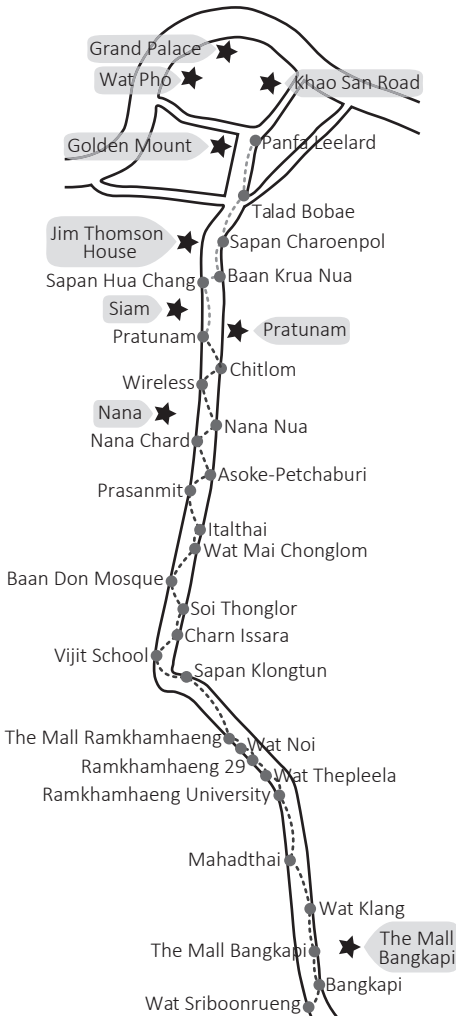 Grand Palace
Wat Pho
Khao San Road
Golden Mount
Panfa Leelard
Talad Bobae
Jim Thomson
House
Sapan Charoenpol
Sapan Hua Chang
Baan Krua Nua
Siam
Pratunam
Pratunam
Chitlom
Wireless
Nana
Nana Nua
Nana Chard
Asoke-Petchaburi
Prasanmit
Italthai
Wat Mai Chonglom
Baan Don Mosque
Soi Thonglor
Charn Issara
Vijit School
Sapan Klongtun
The Mall Ramkhamhaeng
Wat Noi
Ramkhamhaeng 29
Wat Thepleela
Ramkhamhaeng University
Mahadthai
Wat Klang
The Mall
Bangkapi
The Mall Bangkapi
Bangkapi
Wat Sriboonrueng